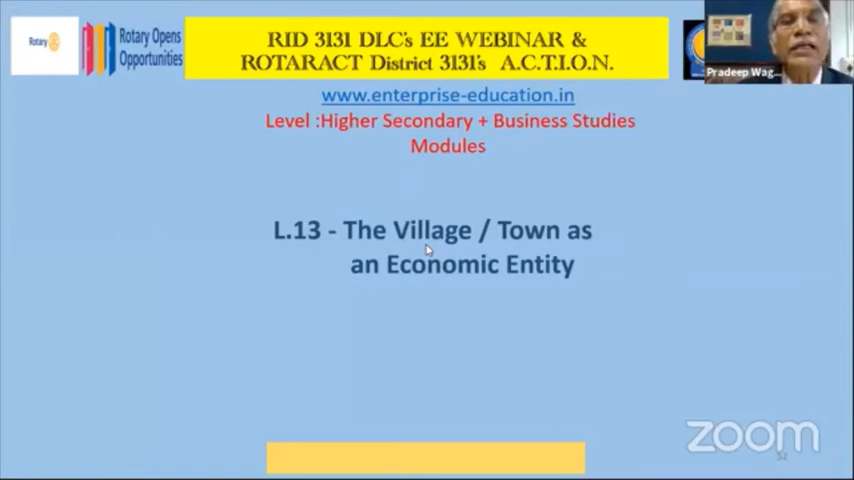 Rotary
Rotary Opens
Opportunities
RID 3131 DLC's EE WEBINAR &
ROTARACT District 3131's A.C.T.I.O.N.
Pradeep Wag...
www.enterprise-education.in
Level :Higher Secondary + Business Studies
Modules
L.13 - The Village / Town as
an Economic Entity
zoom
52